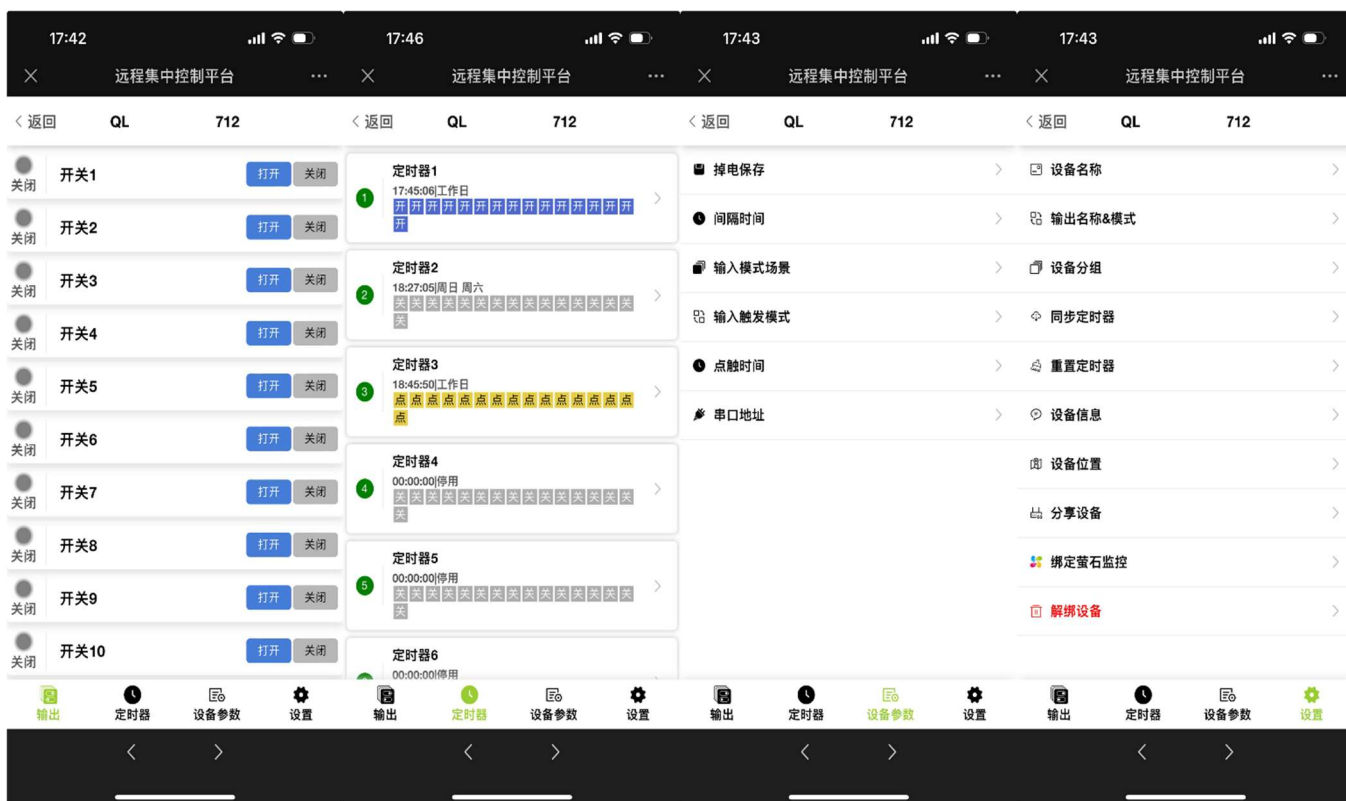 17:42
远程集中控制平台
返回 QL 712
关闭 开关1 打开 关闭
关闭 开关2 打开 关闭
关闭 开关3 打开 关闭
关闭 开关4 打开 关闭
关闭 开关5 打开 关闭
关闭 开关6 打开 关闭
关闭 开关7 打开 关闭
关闭 开关8 打开 关闭
关闭 开关9 打开 关闭
关闭 开关10 打开 关闭
输出 定时器 设备参数 设置
17:46
远程集中控制平台
返回 QL 712
定时器1
1 17:45:06|工作日
开 开 开 开 开 开 开 开 开 开 开 开 开 开 开
开
定时器2
2 18:27:05|周日 周六
关 关 关 关 关 关 关 关 关 关 关 关 关 关 关
关
定时器3
3 18:45:50|工作日
点 点 点 点 点 点 点 点 点 点 点 点 点 点 点
点
定时器4
4 00:00:00|停用
关 关 关 关 关 关 关 关 关 关 关 关 关 关 关
关
定时器5
5 00:00:00|停用
关 关 关 关 关 关 关 关 关 关 关 关 关 关 关
关
定时器6
00:00:00|停用
输出 定时器 设备参数 设置
17:43
远程集中控制平台
返回 QL 712
掉电保存
间隔时间
输入模式场景
输入触发模式
点触时间
串口地址
输出 定时器 设备参数 设置
17:43
远程集中控制平台
返回 QL 712
设备名称
输出名称&模式
设备分组
同步定时器
重置定时器
设备信息
设备位置
分享设备
绑定萤石监控
解绑设备
输出 定时器 设备参数 设置